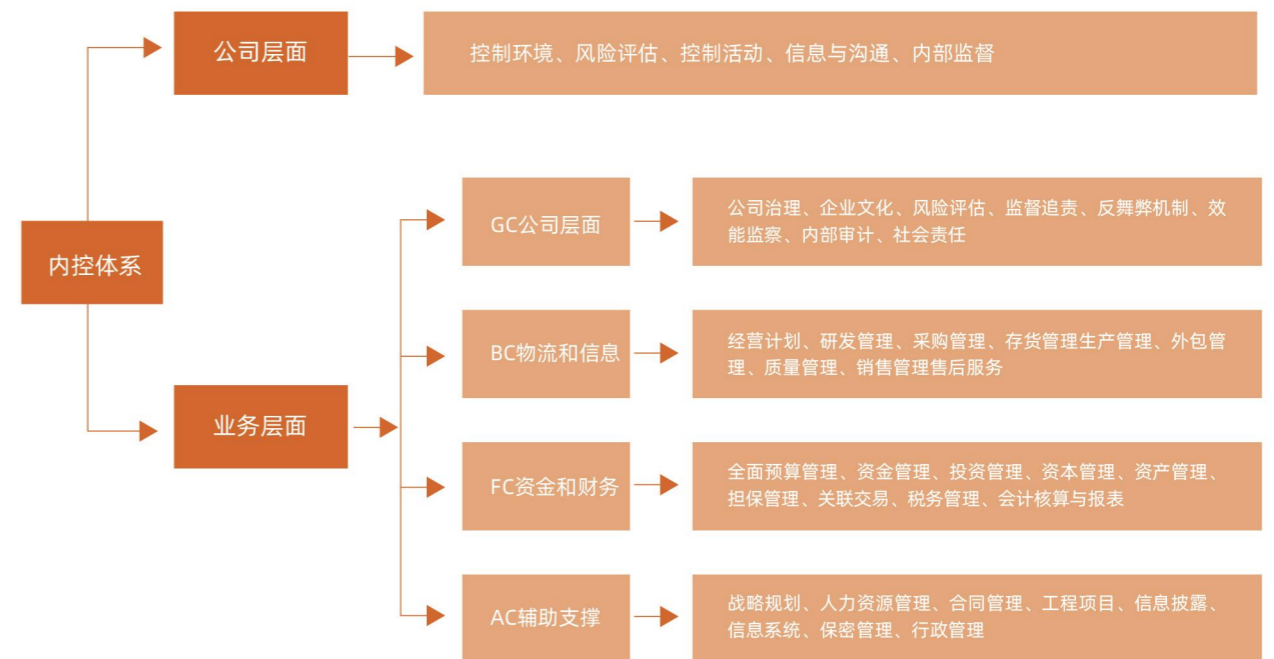 公司层面
控制环境、风险评估、控制活动、信息与沟通、内部监督
内控体系
业务层面
GC公司层面
公司治理、企业文化、风险评估、监督追责、反舞弊机制、效
能监察、内部审计、社会责任
BC物流和信息
经营计划、研发管理、采购管理、存货管理生产管理、外包管
理、质量管理、销售管理售后服务
FC资金和财务
全面预算管理、资金管理、投资管理、资本管理、资产管理、
担保管理、关联交易、税务管理、会计核算与报表
AC辅助支撑
战略规划、人力资源管理、合同管理、工程项目、信息披露、
信息系统、保密管理、行政管理